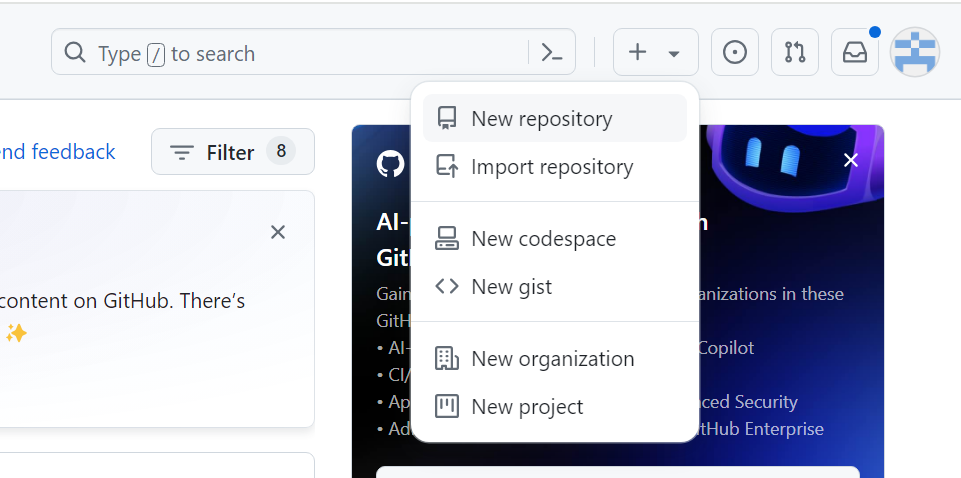 Type / to search
nd feedback
Filter 8
New repository
Import repository
New codespace
New gist
New organization
New project
content on GitHub. There's
✨
AI-
n
Git
Gain
anizations in these
GitH
• AI-
Copilot
• CI/
• Ap
ced Security
• Ad
tHub Enterprise